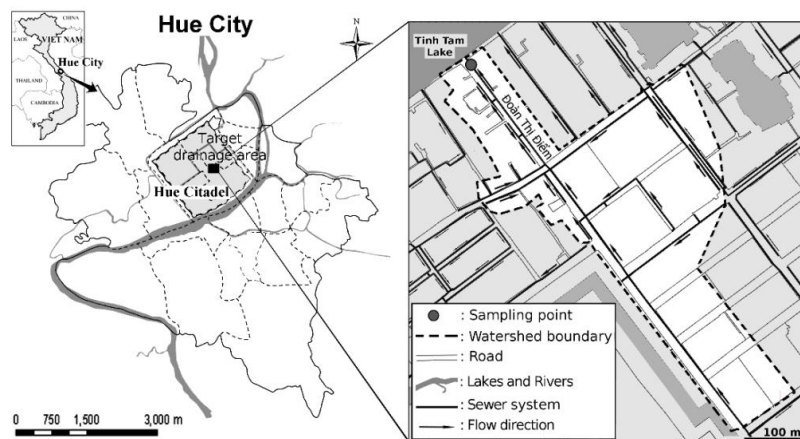 Hue City
N
CHINA
LAOS
VIET NAM
Hue City
THAILAND
CAMBODIA
Target
drainage area
Hue Citadel
0 750 1,500 3,000 m
Tinh Tam
Lake
Đoàn Thị Điểm
: Sampling point
: Watershed boundary
: Road
: Lakes and Rivers
: Sewer system
: Flow direction
100 m